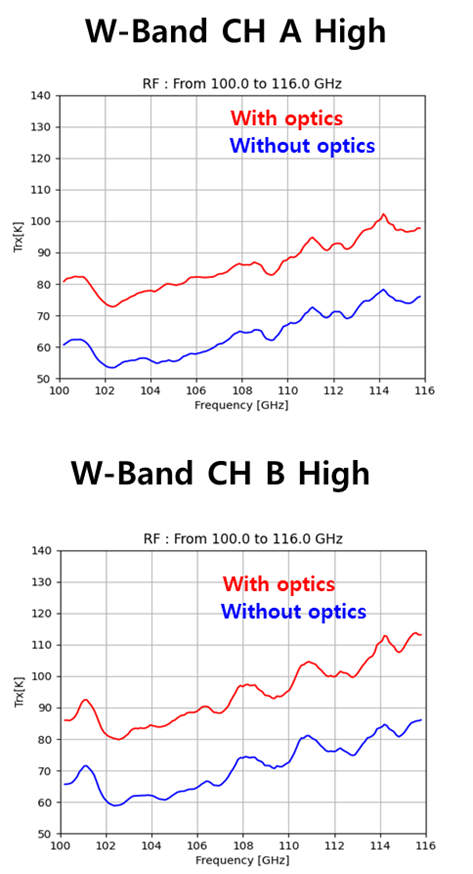 W-Band CH A High
RF : From 100.0 to 116.0 GHz
With optics
Without optics
Trx[K]
140
130
120
110
100
90
80
70
60
50
100 102 104 106 108 110 112 114 116
Frequency [GHz]
W-Band CH B High
RF : From 100.0 to 116.0 GHz
With optics
Without optics
Trx[K]
140
130
120
110
100
90
80
70
60
50
100 102 104 106 108 110 112 114 116
Frequency [GHz]